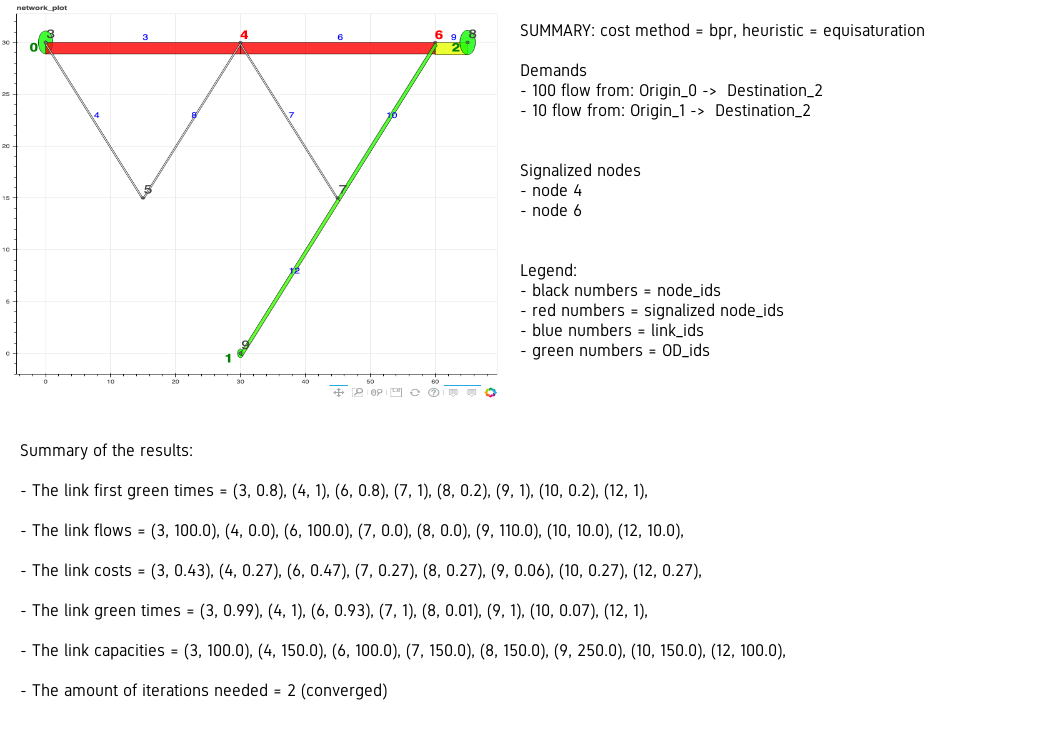 network_plot
3
4
6
8
0
3
6
9
2
30
25
4
8
7
10
20
5
7
15
10
12
5
9
1
0
0
10
20
30
40
50
60
SUMMARY: cost method = bpr, heuristic = equisaturation
Demands
- 100 flow from: Origin_0 -> Destination_2
- 10 flow from: Origin_1 -> Destination_2
Signalized nodes
- node 4
- node 6
Legend:
- black numbers = node_ids
- red numbers = signalized node_ids
- blue numbers = link_ids
- green numbers = OD_ids
Summary of the results:
- The link first green times = (3, 0.8), (4, 1), (6, 0.8), (7, 1), (8, 0.2), (9, 1), (10, 0.2), (12, 1),
- The link flows = (3, 100.0), (4, 0.0), (6, 100.0), (7, 0.0), (8, 0.0), (9, 110.0), (10, 10.0), (12, 10.0),
- The link costs = (3, 0.43), (4, 0.27), (6, 0.47), (7, 0.27), (8, 0.27), (9, 0.06), (10, 0.27), (12, 0.27),
- The link green times = (3, 0.99), (4, 1), (6, 0.93), (7, 1), (8, 0.01), (9, 1), (10, 0.07), (12, 1),
- The link capacities = (3, 100.0), (4, 150.0), (6, 100.0), (7, 150.0), (8, 150.0), (9, 250.0), (10, 150.0), (12, 100.0),
- The amount of iterations needed = 2 (converged)